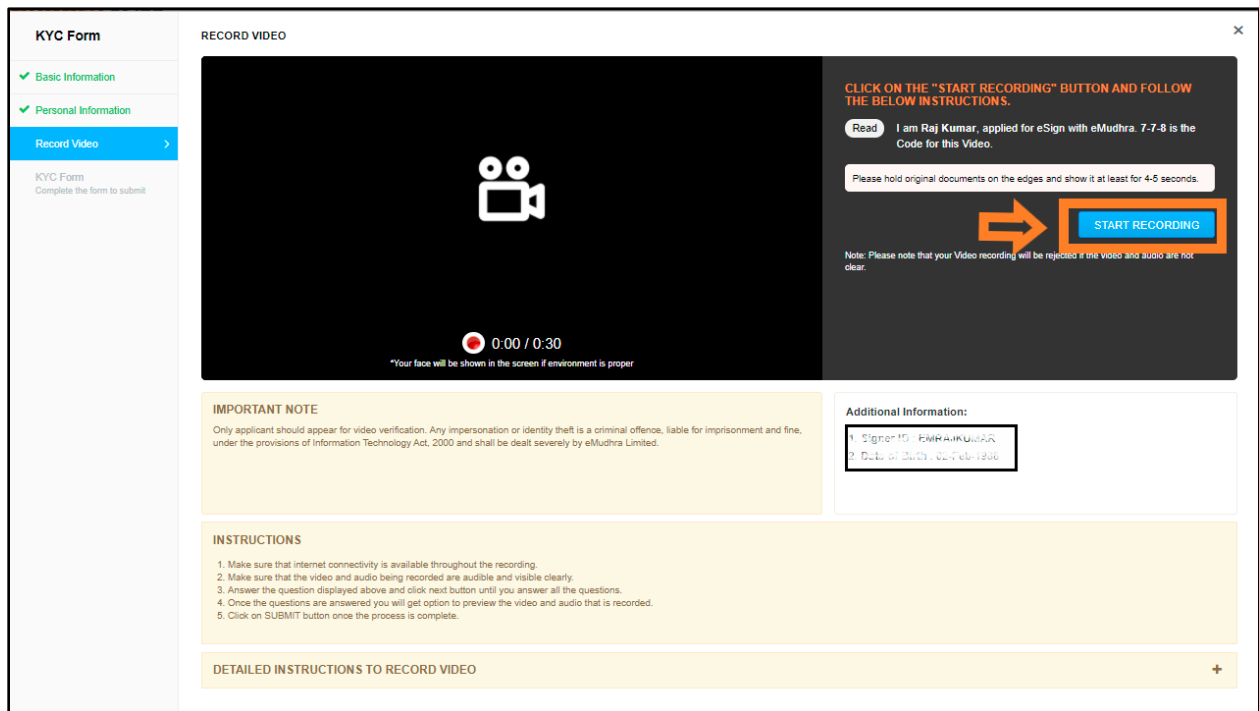 KYC Form
RECORD VIDEO
×
✔ Basic Information
✔ Personal Information
Record Video >
KYC Form
Complete the form to submit
0:00 / 0:30
*Your face will be shown in the screen if environment is proper
CLICK ON THE "START RECORDING" BUTTON AND FOLLOW
THE BELOW INSTRUCTIONS.
Read I am Raj Kumar, applied for eSign with eMudhra. 7-7-8 is the
Code for this Video.
Please hold original documents on the edges and show it at least for 4-5 seconds.
START RECORDING
Note: Please note that your Video recording will be rejected if the video and audio are not
clear.
IMPORTANT NOTE
Only applicant should appear for video verification. Any impersonation or identity theft is a criminal offence, liable for imprisonment and fine,
under the provisions of Information Technology Act, 2000 and shall be dealt severely by eMudhra Limited.
Additional Information:
1. Signer ID : EMRAJKUMAR
2. Date of Birth :
INSTRUCTIONS
1. Make sure that internet connectivity is available throughout the recording.
2. Make sure that the video and audio being recorded are audible and visible clearly.
3. Answer the question displayed above and click next button until you answer all the questions.
4. Once the questions are answered you will get option to preview the video and audio that is recorded.
5. Click on SUBMIT button once the process is complete.
DETAILED INSTRUCTIONS TO RECORD VIDEO +